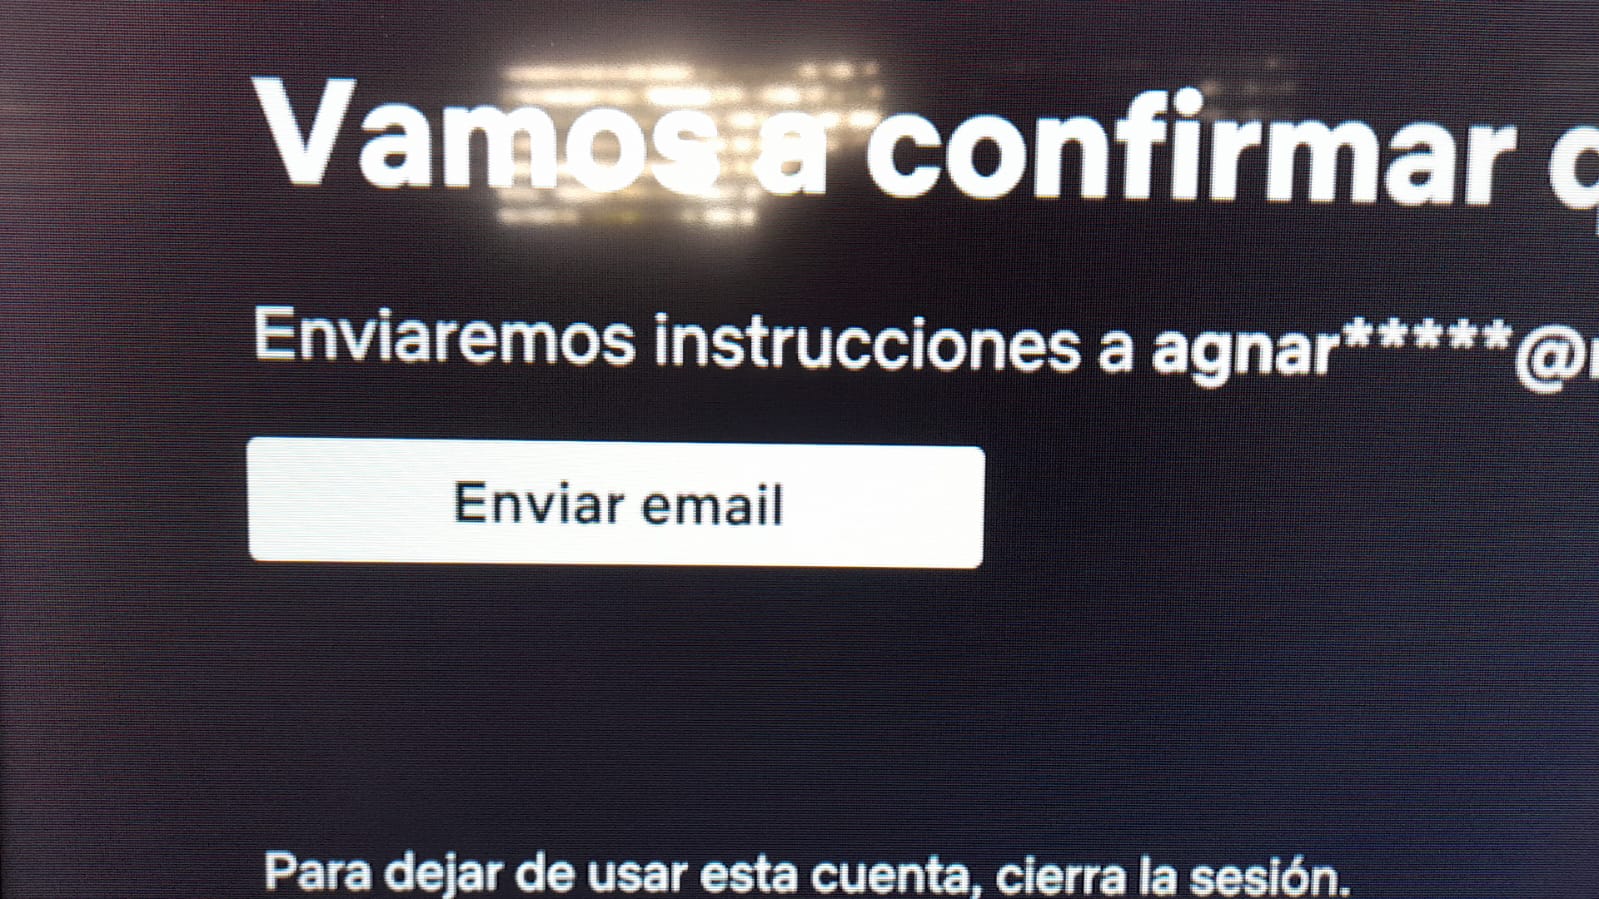 Vamos a confirmar
Enviaremos instrucciones a agnar*****@
Enviar email
Para dejar de usar esta cuenta, cierra la sesión.